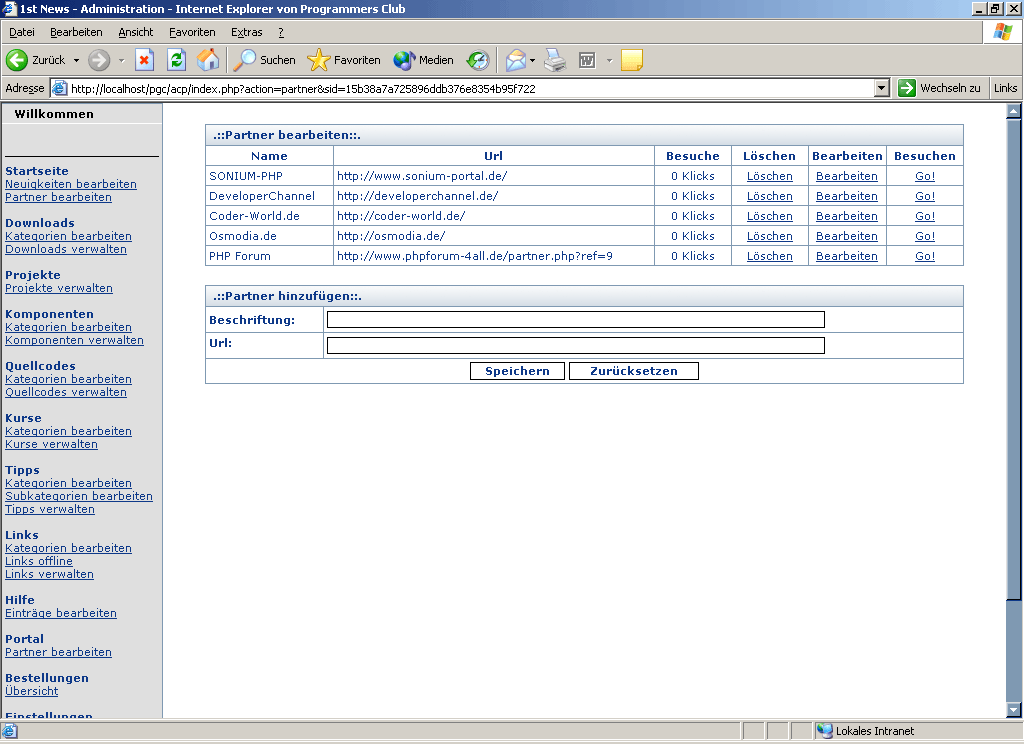 1st News - Administration - Internet Explorer von Programmers Club
Datei Bearbeiten Ansicht Favoriten Extras ?
Zurück Suchen Favoriten Medien
Adresse http://localhost/pgc/acp/index.php?action=partner&sid=15b38a7a725896ddb376e8354b95f722 Wechseln zu Links
Willkommen
Startseite
Neuigkeiten bearbeiten
Partner bearbeiten
Downloads
Kategorien bearbeiten
Downloads verwalten
Projekte
Projekte verwalten
Komponenten
Kategorien bearbeiten
Komponenten verwalten
Quellcodes
Kategorien bearbeiten
Quellcodes verwalten
Kurse
Kategorien bearbeiten
Kurse verwalten
Tipps
Kategorien bearbeiten
Subkategorien bearbeiten
Tipps verwalten
Links
Kategorien bearbeiten
Links offline
Links verwalten
Hilfe
Einträge bearbeiten
Portal
Partner bearbeiten
Bestellungen
Übersicht
Einstellungen
.::Partner bearbeiten::.
Name Url Besuche Löschen Bearbeiten Besuchen
SONIUM-PHP http://www.sonium-portal.de/ 0 Klicks Löschen Bearbeiten Go!
DeveloperChannel http://developerchannel.de/ 0 Klicks Löschen Bearbeiten Go!
Coder-World.de http://coder-world.de/ 0 Klicks Löschen Bearbeiten Go!
Osmodia.de http://osmodia.de/ 0 Klicks Löschen Bearbeiten Go!
PHP Forum http://www.phpforum-4all.de/partner.php?ref=9 0 Klicks Löschen Bearbeiten Go!
.::Partner hinzufügen::.
Beschriftung:
Url:
Speichern Zurücksetzen
Lokales Intranet